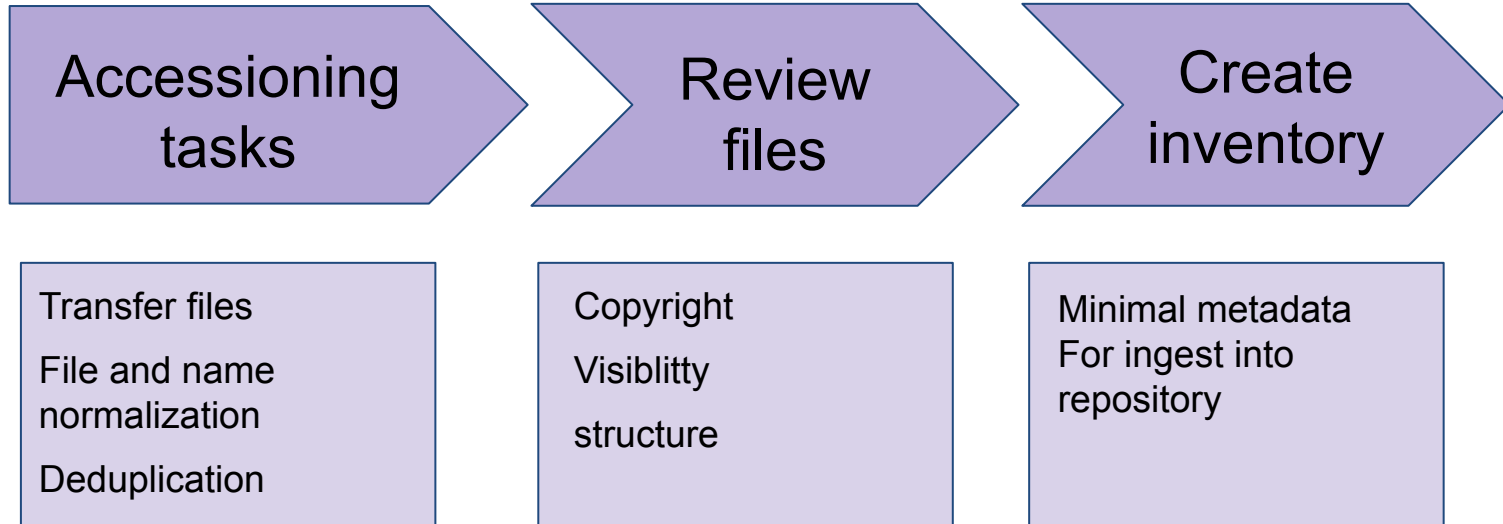 Accessioning
tasks
Review
files
Create
inventory
Transfer files
File and name
normalization
Deduplication
Copyright
Visiblitty
structure
Minimal metadata
For ingest into
repository